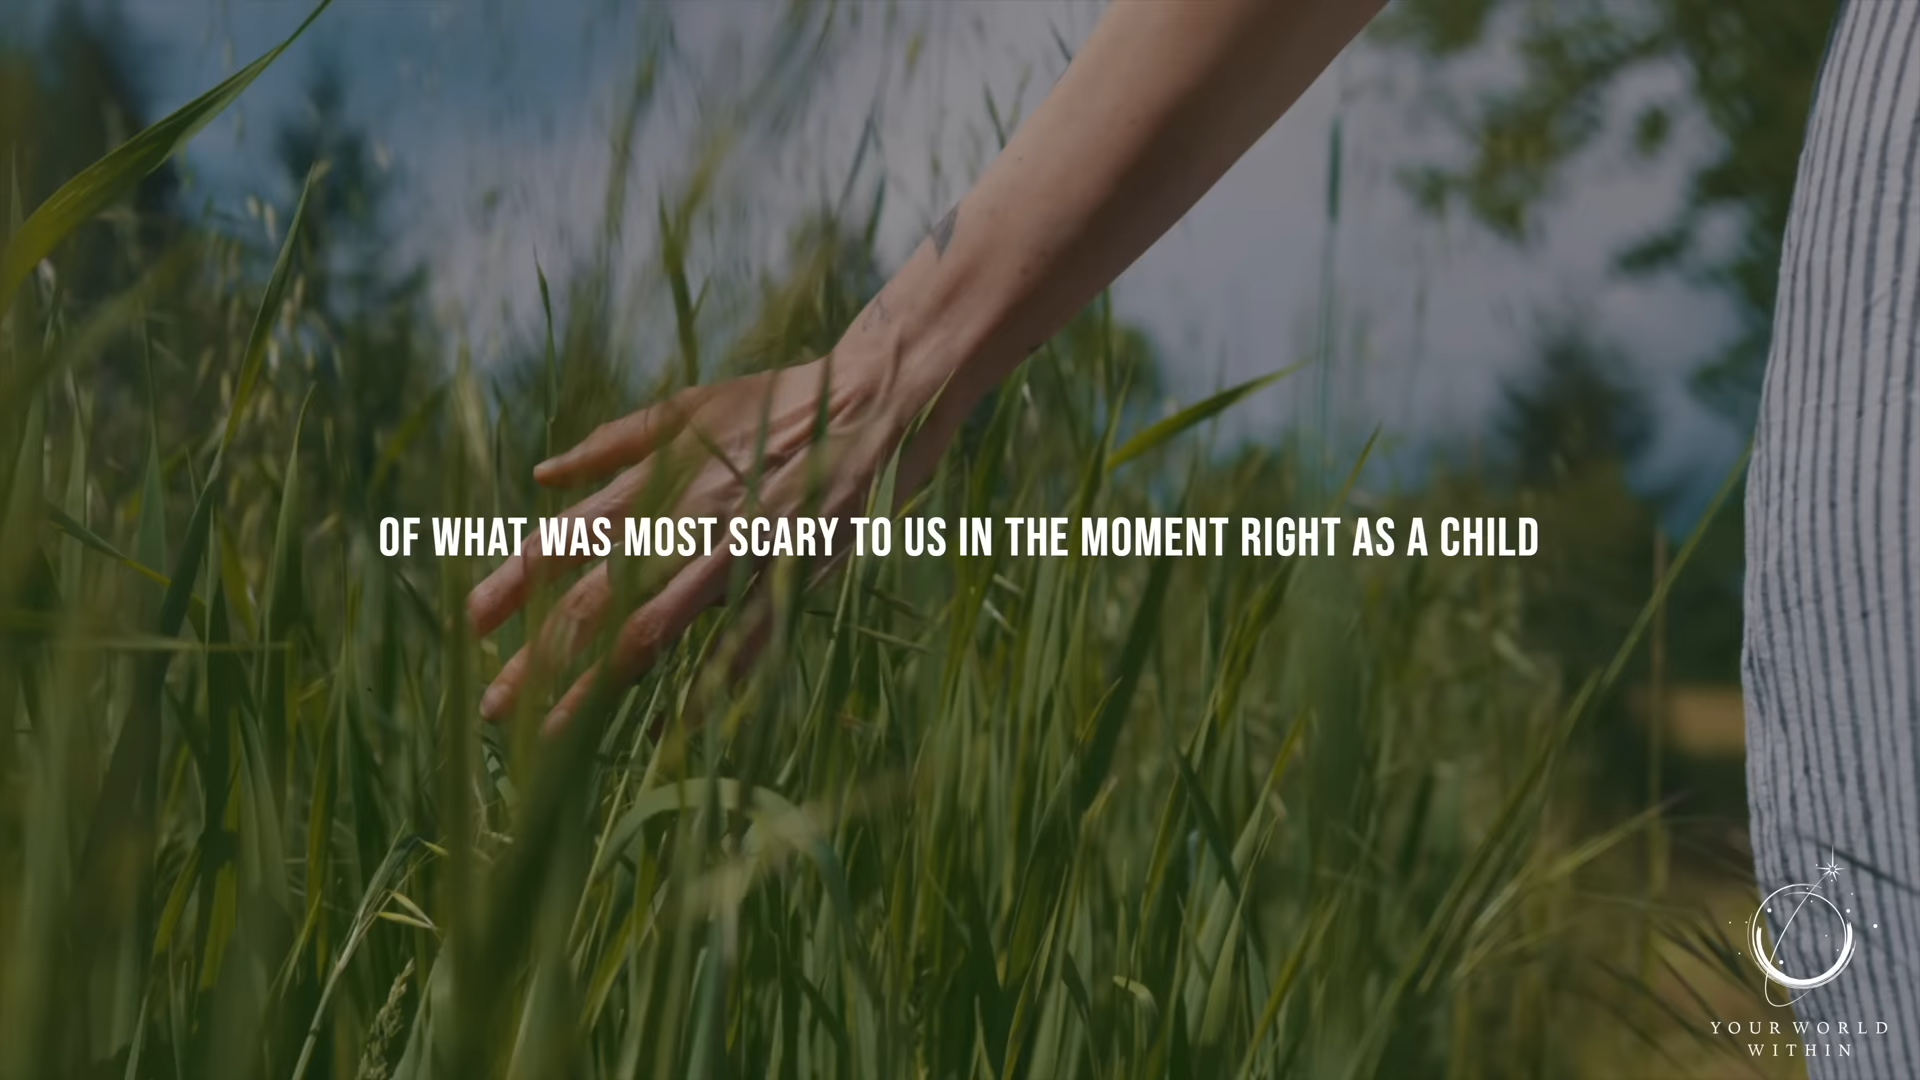 OF WHAT WAS MOST SCARY TO US IN THE MOMENT RIGHT AS A CHILD
YOUR WORLD
WITHIN